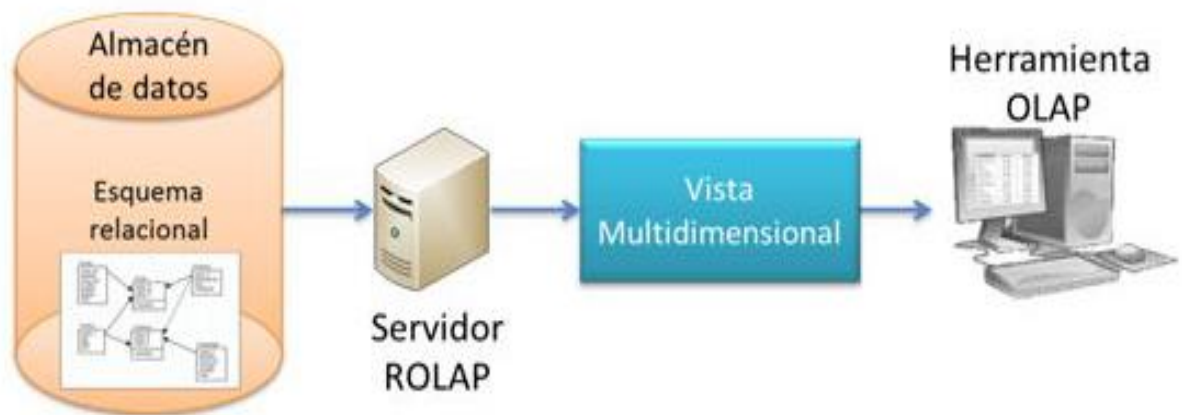 Almacén
de datos
Esquema
relacional
Servidor
ROLAP
Vista
Multidimensional
Herramienta
OLAP